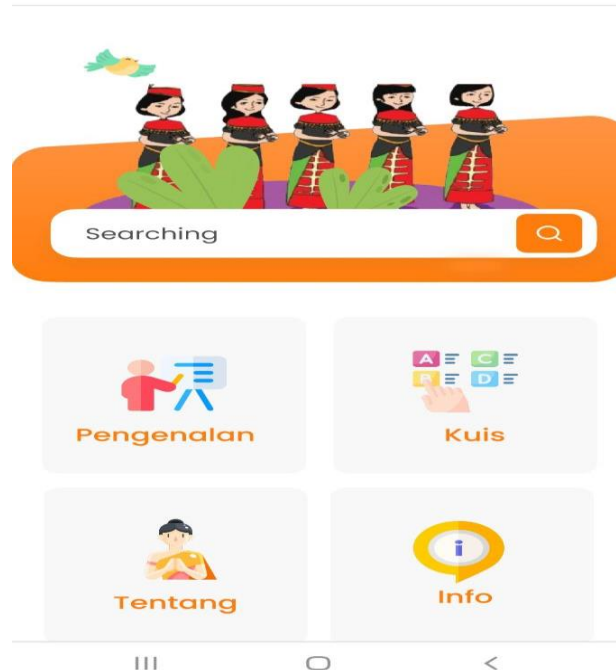 Searching
A C
B D
Pengenalan
Kuis
i
Tentang
Info